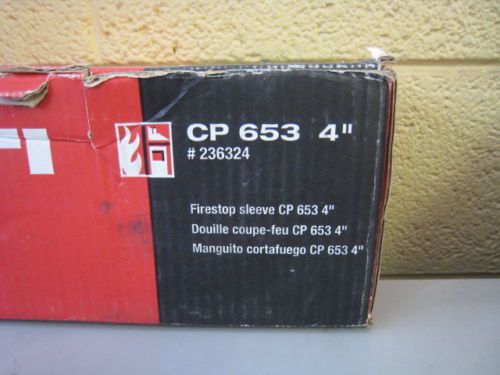 CP 653 4"
# 236324
Firestop sleeve CP 653 4"
Douille coupe-feu CP 653 4"
Manguito cortafuego CP 653 4"